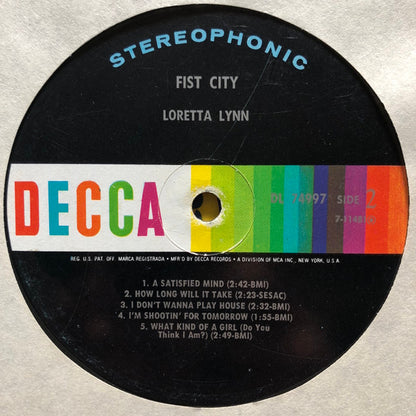 STEREOPHONIC
FIST CITY
LORETTA LYNN
DECCA
DL 74997 SIDE 2
REG. U.S. PAT. OFF. MARCA REGISTRADA • MFR'D BY DECCA RECORDS • A DIVISION OF MCA INC., NEW YORK, U.S.A.
1. A SATISFIED MIND (2:42-BMI)
2. HOW LONG WILL IT TAKE (2:23-SESAC)
3. I DON'T WANNA PLAY HOUSE (2:32-BMI)
4. I'M SHOOTIN' FOR TOMORROW (1:55-BMI)
5. WHAT KIND OF A GIRL (Do You
Think I Am?) (2:49-BMI)